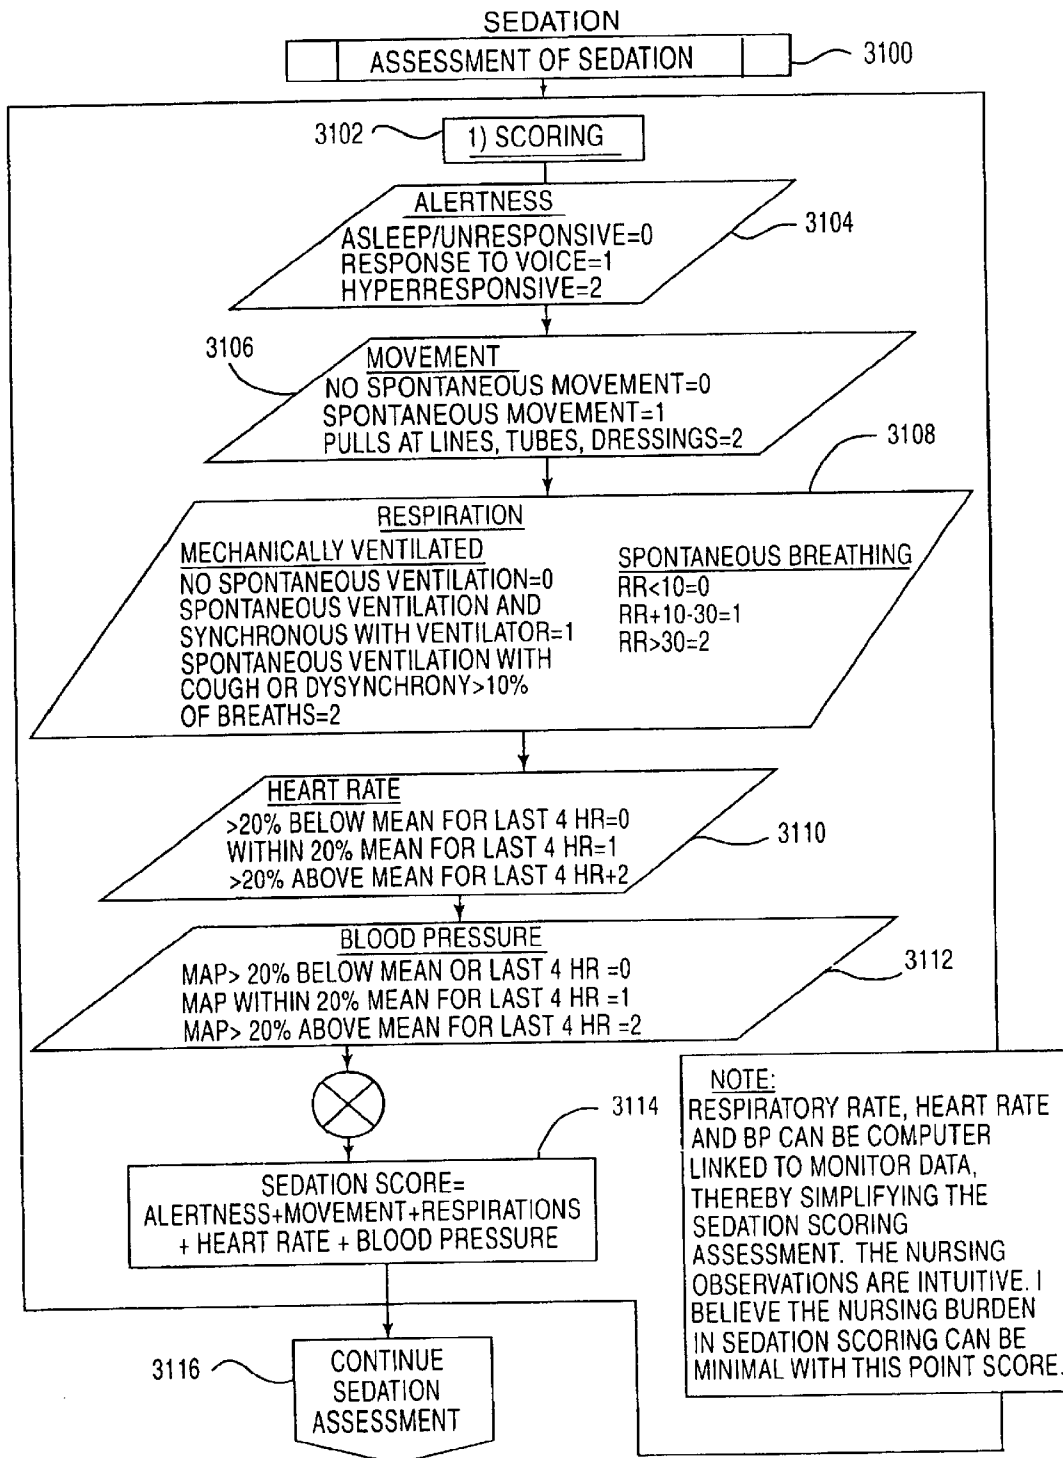 SEDATION
ASSESSMENT OF SEDATION
3100
3102
1) SCORING
ALERTNESS
ASLEEP/UNRESPONSIVE=0
RESPONSE TO VOICE=1
HYPERRESPONSIVE=2
3104
3106
MOVEMENT
NO SPONTANEOUS MOVEMENT=0
SPONTANEOUS MOVEMENT=1
PULLS AT LINES, TUBES, DRESSINGS=2
3108
RESPIRATION
MECHANICALLY VENTILATED
NO SPONTANEOUS VENTILATION=0
SPONTANEOUS VENTILATION AND
SYNCHRONOUS WITH VENTILATOR=1
SPONTANEOUS VENTILATION WITH
COUGH OR DYSYNCHRONY>10%
OF BREATHS=2
SPONTANEOUS BREATHING
RR<10=0
RR+10-30=1
RR>30=2
HEART RATE
>20% BELOW MEAN FOR LAST 4 HR=0
WITHIN 20% MEAN FOR LAST 4 HR=1
>20% ABOVE MEAN FOR LAST 4 HR+2
3110
BLOOD PRESSURE
MAP> 20% BELOW MEAN OR LAST 4 HR =0
MAP WITHIN 20% MEAN FOR LAST 4 HR =1
MAP> 20% ABOVE MEAN FOR LAST 4 HR =2
3112
3114
SEDATION SCORE=
ALERTNESS+MOVEMENT+RESPIRATIONS
+ HEART RATE + BLOOD PRESSURE
NOTE:
RESPIRATORY RATE, HEART RATE
AND BP CAN BE COMPUTER
LINKED TO MONITOR DATA,
THEREBY SIMPLIFYING THE
SEDATION SCORING
ASSESSMENT. THE NURSING
OBSERVATIONS ARE INTUITIVE. I
BELIEVE THE NURSING BURDEN
IN SEDATION SCORING CAN BE
MINIMAL WITH THIS POINT SCORE.
3116
CONTINUE
SEDATION
ASSESSMENT